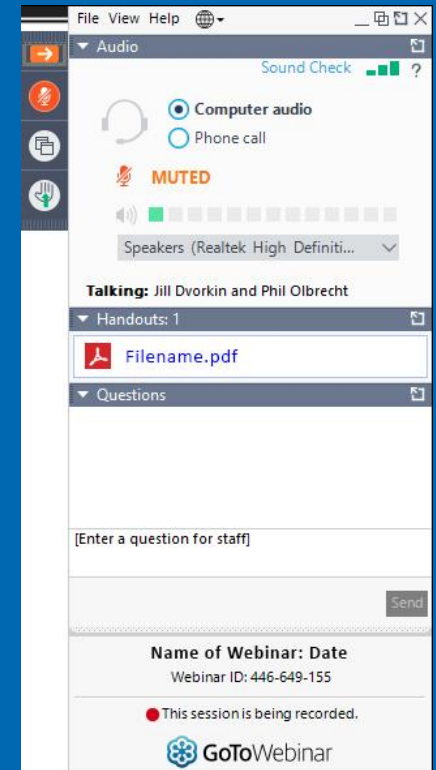 File View Help
Audio
Sound Check ?
Computer audio
Phone call
MUTED
Speakers (Realtek High Definiti...
Talking: Jill Dvorkin and Phil Olbrecht
Handouts: 1
Filename.pdf
Questions
[Enter a question for staff]
Send
Name of Webinar: Date
Webinar ID: 446-649-155
This session is being recorded.
GoToWebinar